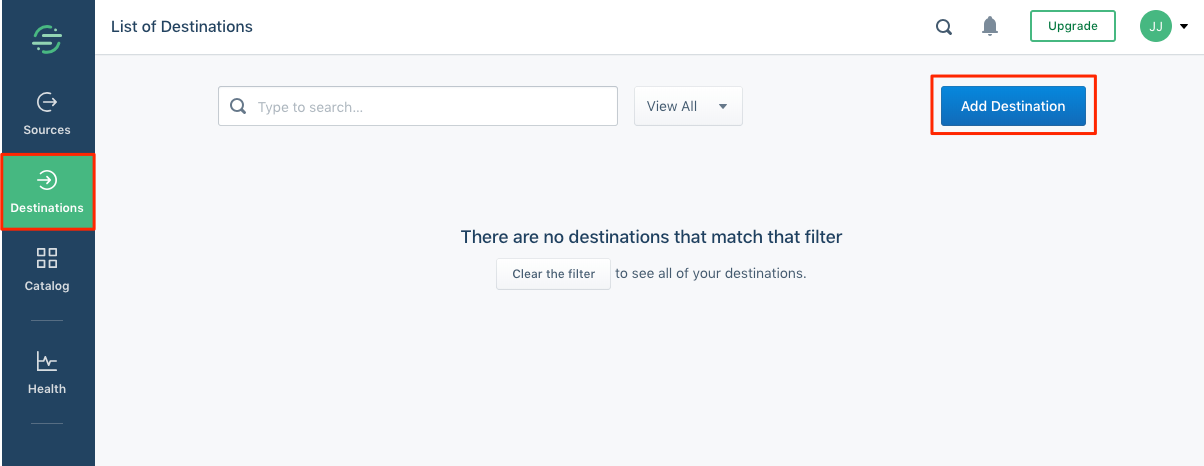 List of Destinations
Upgrade
JJ
Sources
Destinations
Catalog
Health
Type to search...
View All
Add Destination
There are no destinations that match that filter
Clear the filter to see all of your destinations.